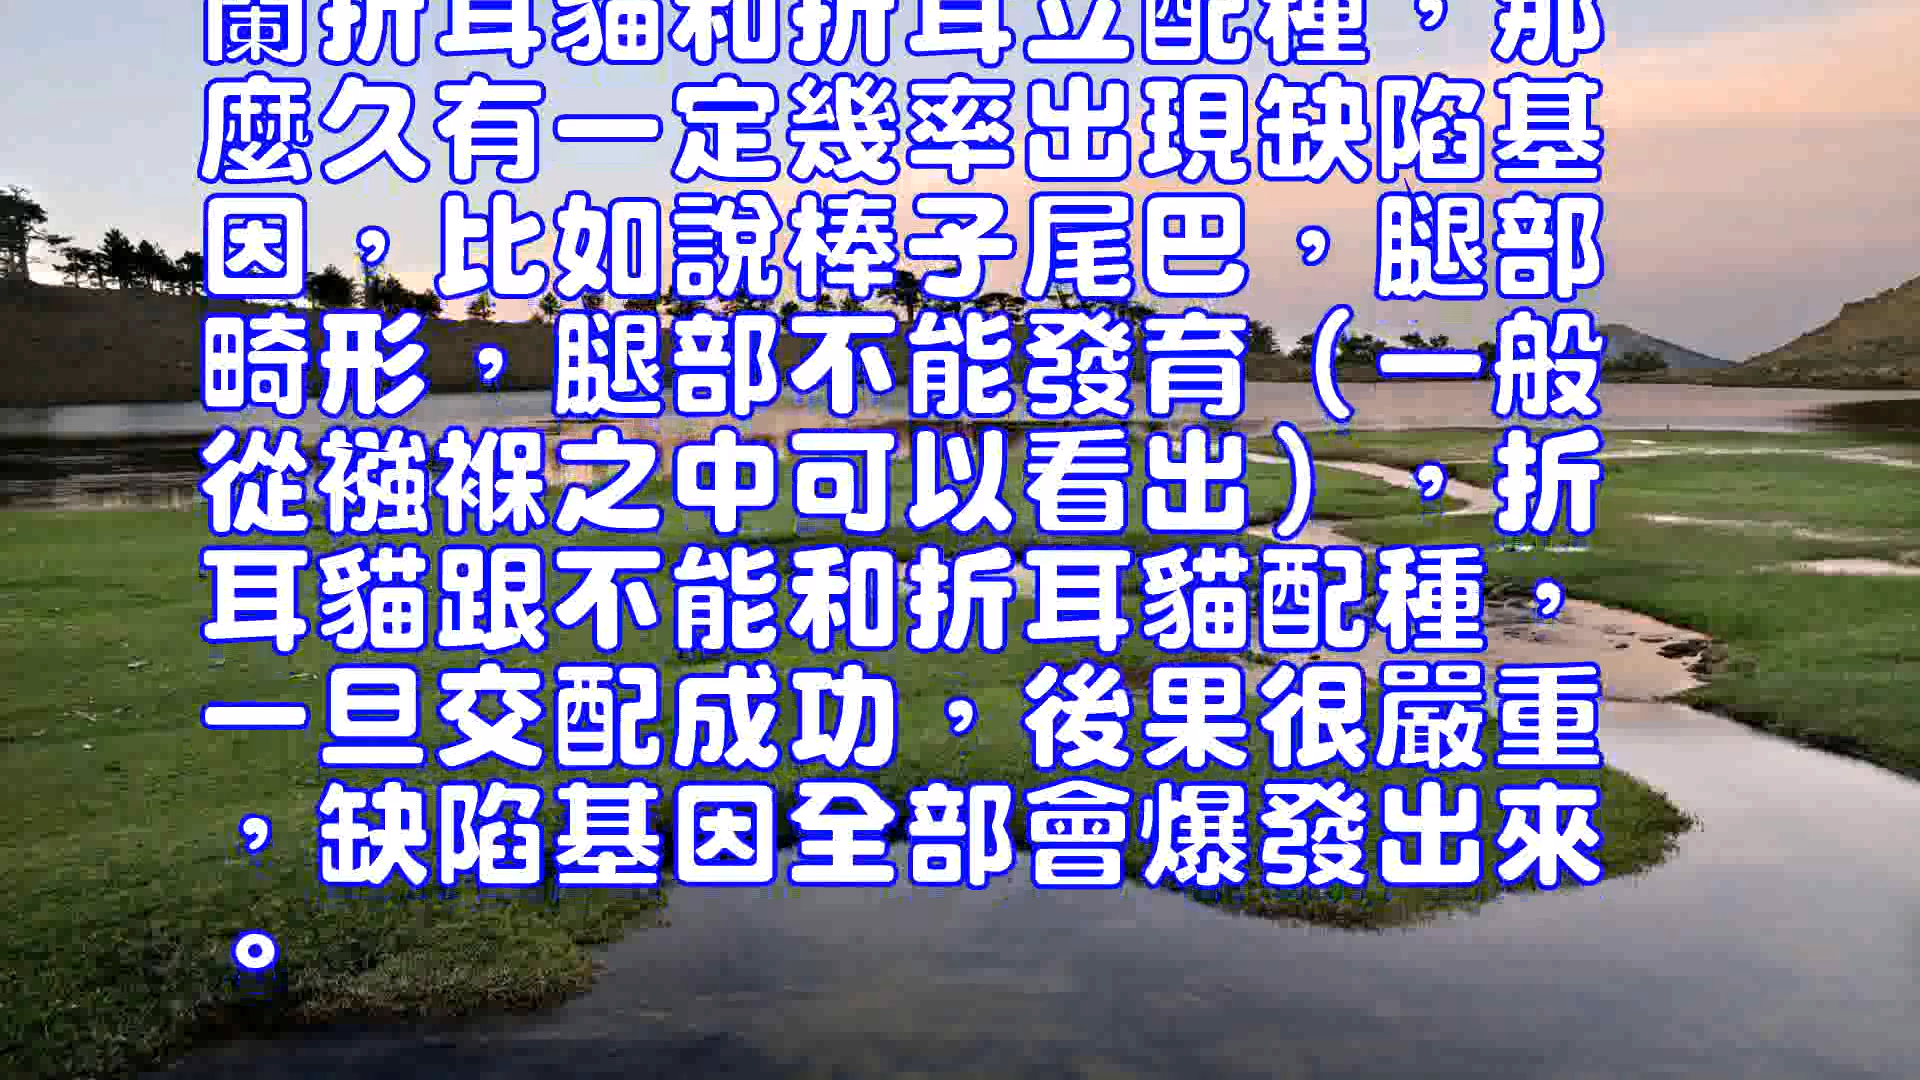 蘭折耳貓和折耳立配種，那
麼久有一定幾率出現缺陷基
因，比如說棒子尾巴，腿部
畸形，腿部不能發育（一般
從襁褓之中可以看出），折
耳貓跟不能和折耳貓配種，
一旦交配成功，後果很嚴重
，缺陷基因全部會爆發出來
。